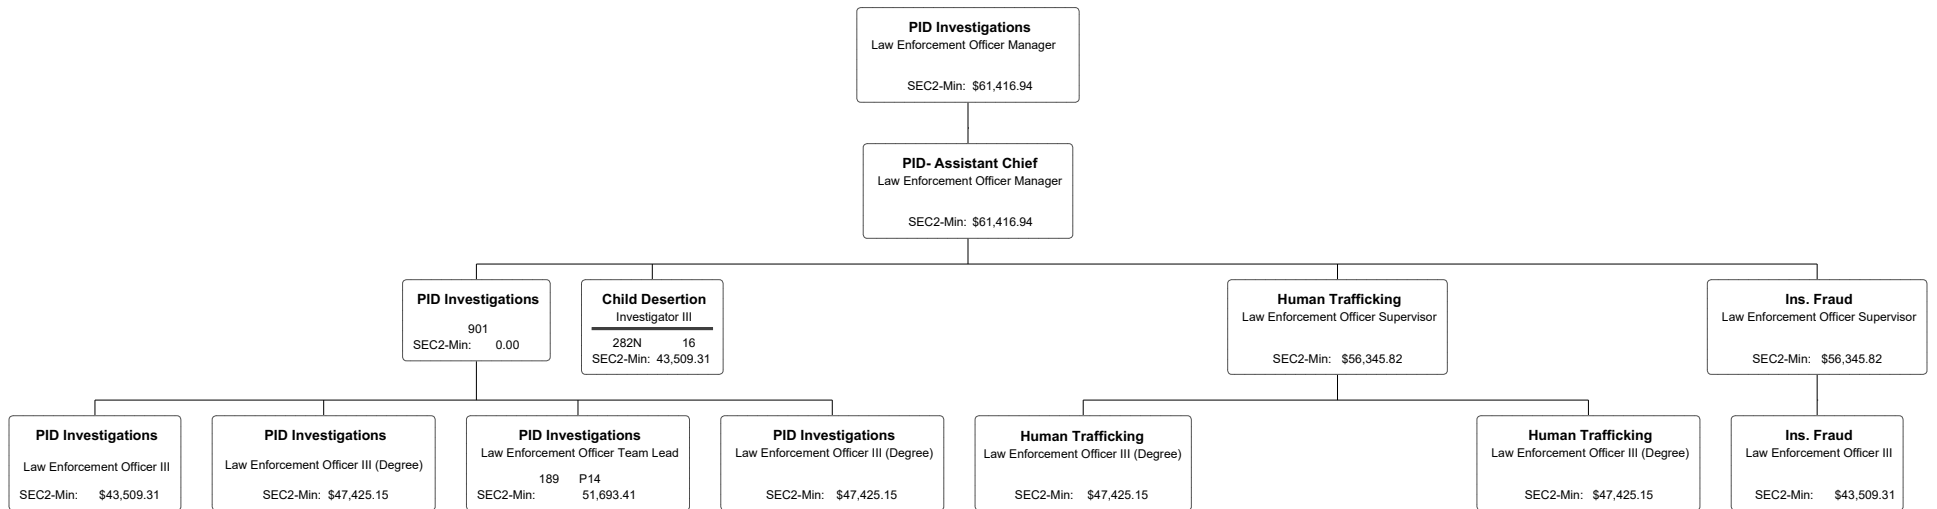 PID Investigations
Law Enforcement Officer Manager
SEC2-Min: $61,416.94
PID- Assistant Chief
Law Enforcement Officer Manager
SEC2-Min: $61,416.94
PID Investigations
901
SEC2-Min: 0.00
Child Desertion
Investigator III
282N 16
SEC2-Min: 43,509.31
Human Trafficking
Law Enforcement Officer Supervisor
SEC2-Min: $56,345.82
Ins. Fraud
Law Enforcement Officer Supervisor
SEC2-Min: $56,345.82
PID Investigations
Law Enforcement Officer III
SEC2-Min: $43,509.31
PID Investigations
Law Enforcement Officer III (Degree)
SEC2-Min: $47,425.15
PID Investigations
Law Enforcement Officer Team Lead
189 P14
SEC2-Min: 51,693.41
PID Investigations
Law Enforcement Officer III (Degree)
SEC2-Min: $47,425.15
Human Trafficking
Law Enforcement Officer III (Degree)
SEC2-Min: $47,425.15
Human Trafficking
Law Enforcement Officer III (Degree)
SEC2-Min: $47,425.15
Ins. Fraud
Law Enforcement Officer III
SEC2-Min: $43,509.31